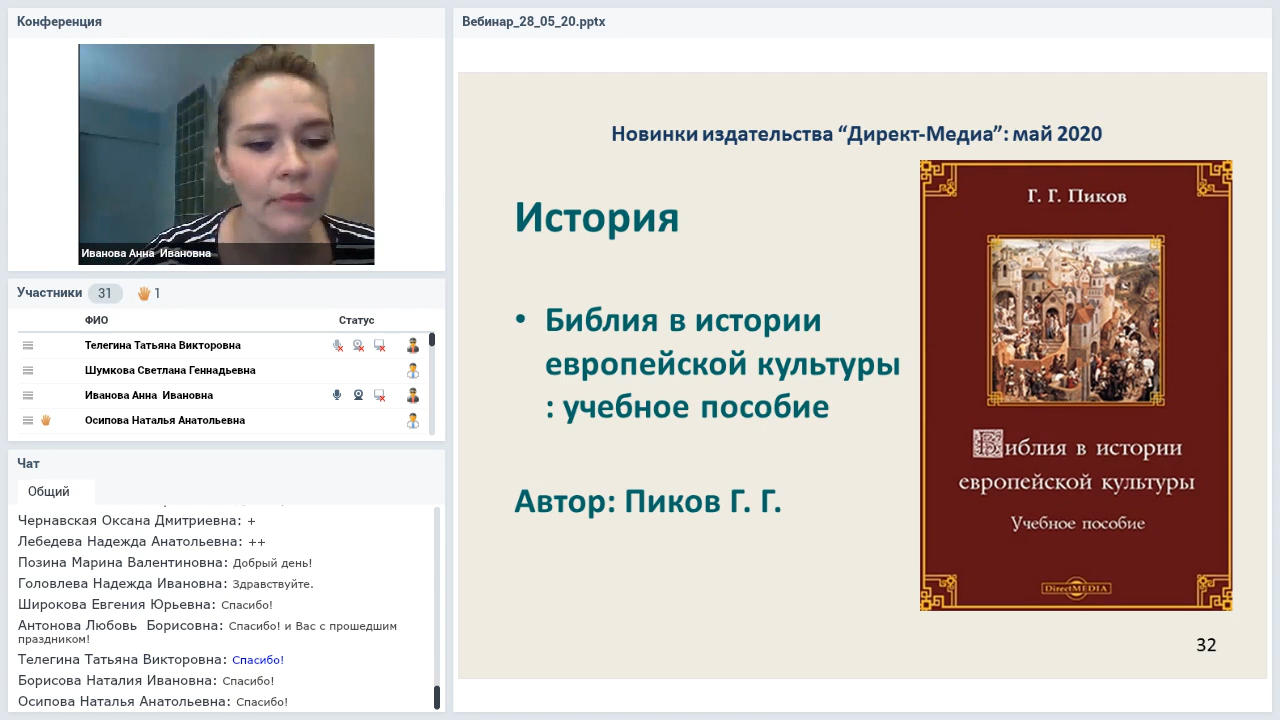 Конференция
Иванова Анна  Ивановна
Участники 31 1
ФИО Статус
Телегина Татьяна Викторовна
Шумкова Светлана Геннадьевна
Иванова Анна  Ивановна
Осипова Наталья Анатольевна
Чат
Общий
Чернавская Оксана Дмитриевна: +
Лебедева Надежда Анатольевна: ++
Позина Марина Валентиновна: Добрый день!
Головлева Надежда Ивановна: Здравствуйте.
Широкова Евгения Юрьевна: Спасибо!
Антонова Любовь  Борисовна: Спасибо! и Вас с прошедшим
праздником!
Телегина Татьяна Викторовна: Спасибо!
Борисова Наталия Ивановна: Спасибо!
Осипова Наталья Анатольевна: Спасибо!
Вебинар_28_05_20.pptx
Новинки издательства “Директ-Медиа”: май 2020
История
• Библия в истории
европейской культуры
: учебное пособие
Автор: Пиков Г. Г.
Г. Г. Пиков
Библия в истории
европейской культуры
Учебное пособие
DirectMEDIA
32